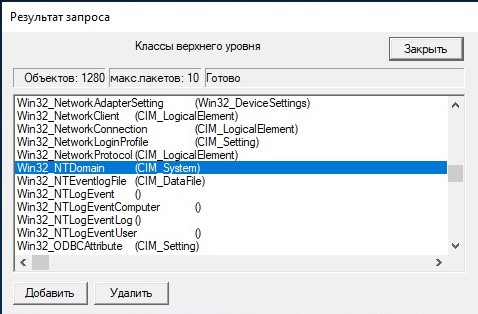 Результат запроса
Классы верхнего уровня
Закрыть
Объектов: 1280 макс.пакетов: 10 Готово
Win32_NetworkAdapterSetting (Win32_DeviceSettings)
Win32_NetworkClient (CIM_LogicalElement)
Win32_NetworkConnection (CIM_LogicalElement)
Win32_NetworkLoginProfile (CIM_Setting)
Win32_NetworkProtocol (CIM_LogicalElement)
Win32_NTDomain (CIM_System)
Win32_NTEventlogFile (CIM_DataFile)
Win32_NTLogEvent ()
Win32_NTLogEventComputer ()
Win32_NTLogEventLog ()
Win32_NTLogEventUser ()
Win32_ODBCAttribute (CIM_Setting)
Добавить Удалить